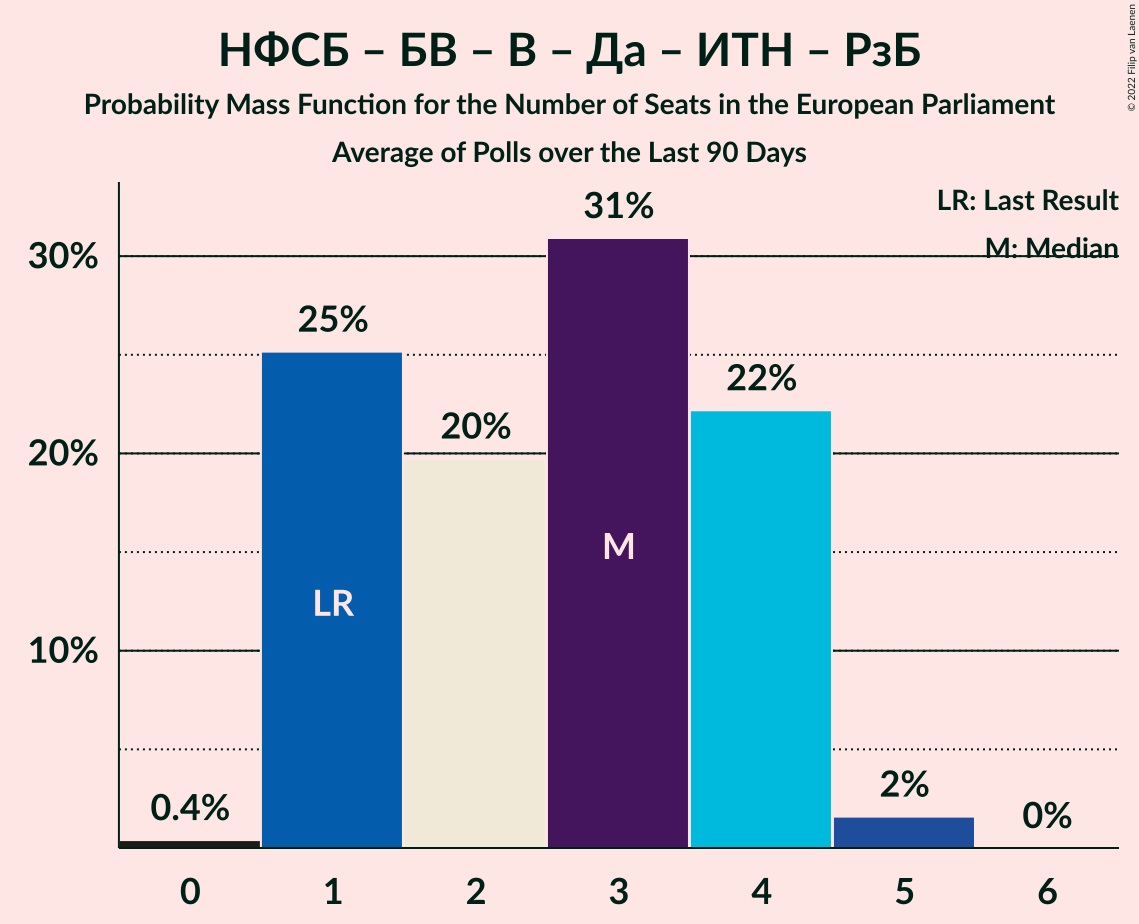 НФСБ – БВ – В – Да – ИТН – РзБ
Probability Mass Function for the Number of Seats in the European Parliament
Average of Polls over the Last 90 Days
© 2022 Filip van Laenen
LR: Last Result
M: Median
30%
20%
10%
0.4%
25%
20%
31%
22%
2%
0%
LR
M
0 1 2 3 4 5 6